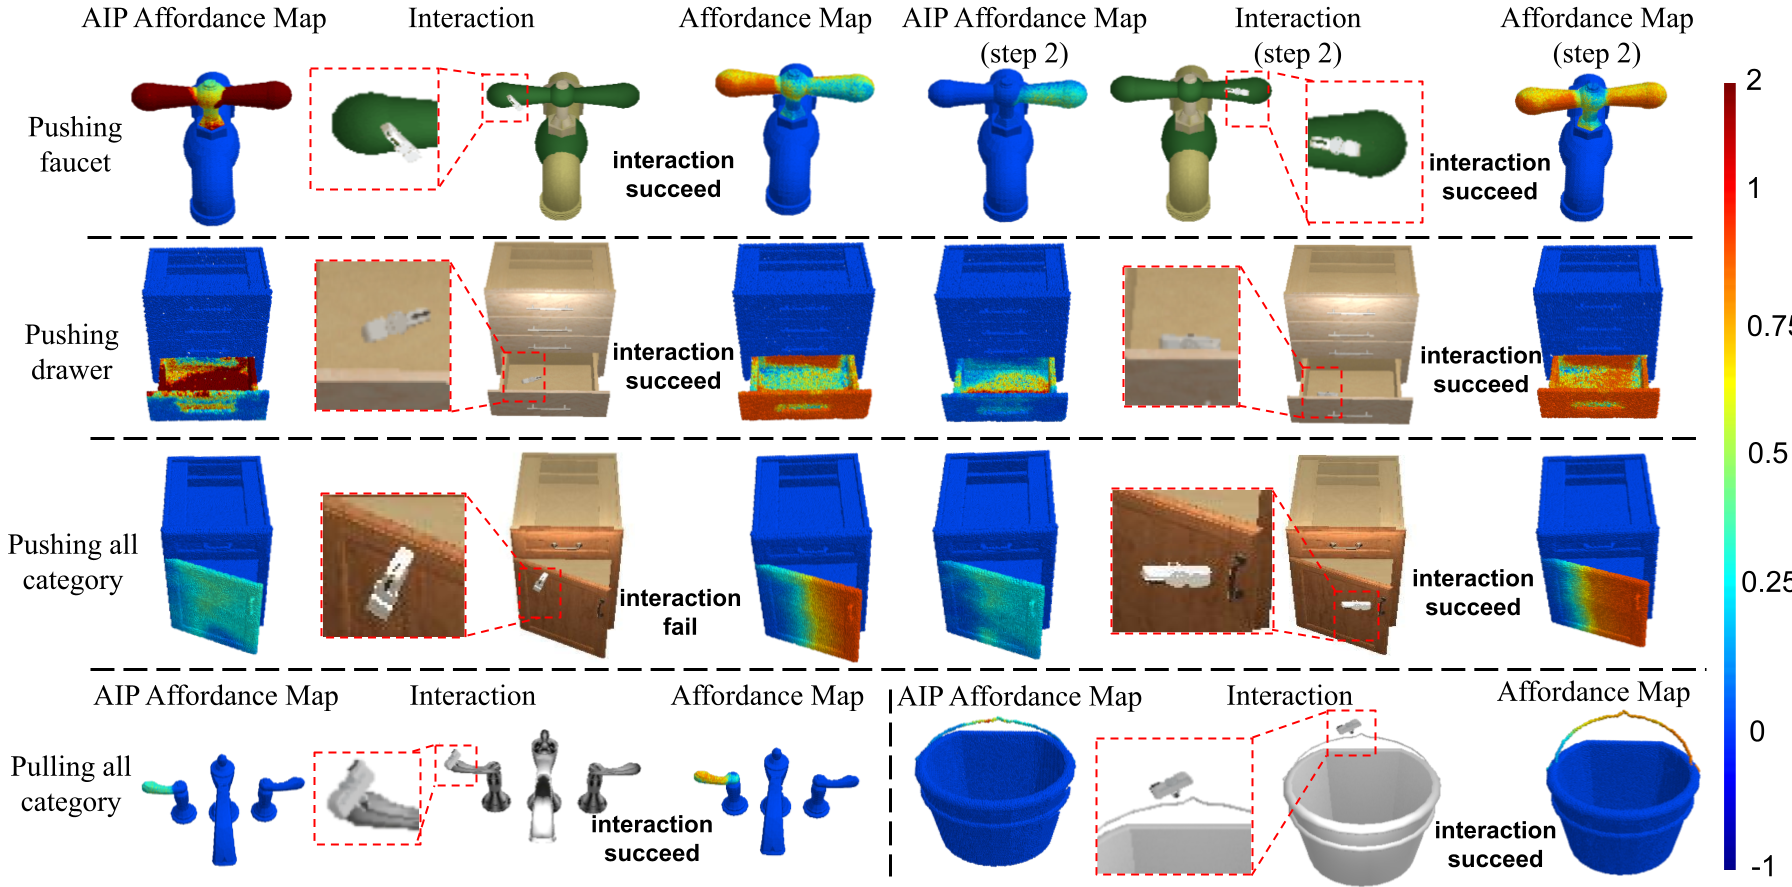 AIP Affordance Map
Interaction
Affordance Map
AIP Affordance Map
(step 2)
Interaction
(step 2)
Affordance Map
(step 2)
Pushing
faucet
interaction
succeed
interaction
succeed
Pushing
drawer
interaction
succeed
interaction
succeed
Pushing all
category
interaction
fail
interaction
succeed
AIP Affordance Map
Interaction
Affordance Map
AIP Affordance Map
Interaction
Affordance Map
Pulling all
category
interaction
succeed
interaction
succeed
2
1
0.75
0.5
0.25
0
-1